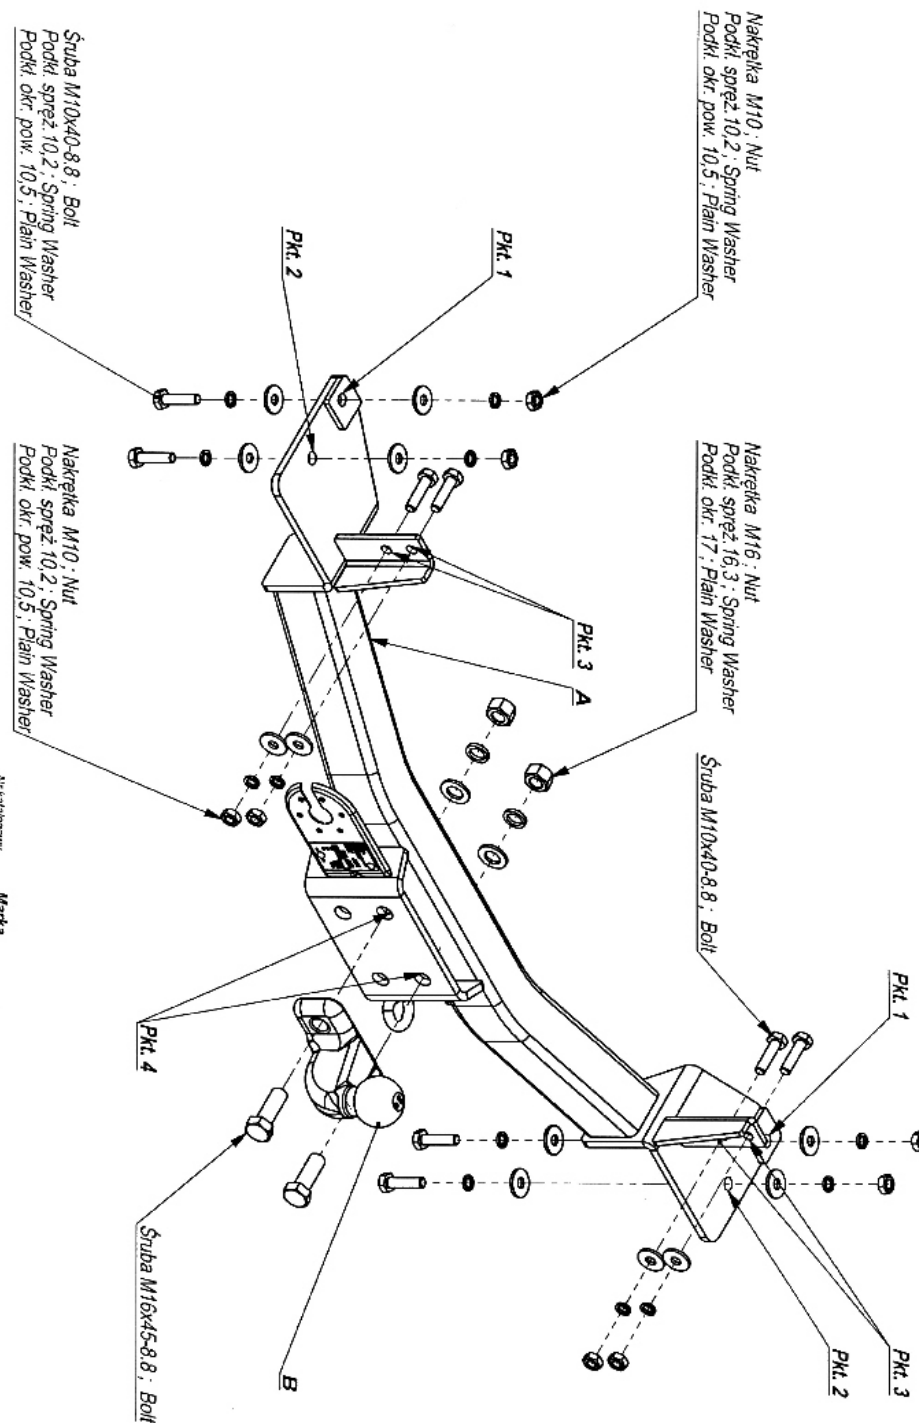 Nakrętka M10 ; Nut
Podkł. spręż.10,2 ; Spring Washer
Podkł. okr. pow. 10,5 ; Plain Washer
Pkt. 1
Pkt. 2
Śruba M10x40-8.8 ; Bolt
Podkł. spręż.10,2 ; Spring Washer
Podkł. okr. pow. 10,5 ; Plain Washer
Nakrętka M16 ; Nut
Podkł. spręż.16,3 ; Spring Washer
Podkł. okr. 17 ; Plain Washer
Pkt. 3
A
Nakrętka M10 ; Nut
Podkł. spręż.10,2 ; Spring Washer
Podkł. okr. pow. 10,5 ; Plain Washer
Śruba M10x40-8.8 ; Bolt
Pkt. 1
Pkt. 4
Pkt. 3
Pkt. 2
B
Śruba M16x45-8.8 ; Bolt
Marka